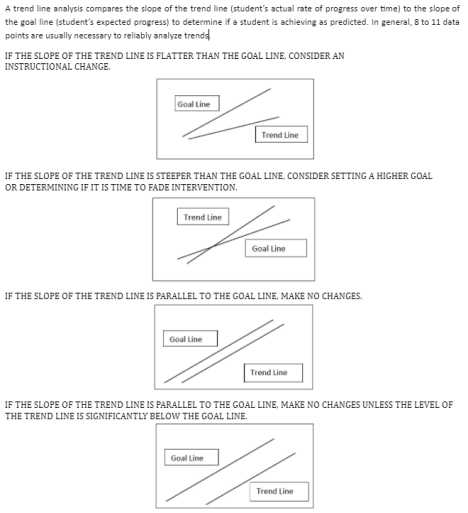 A trend line analysis compares the slope of the trend line (student's actual rate of progress over time) to the slope of
the goal line (student's expected progress) to determine if a student is achieving as predicted. In general, 8 to 11 data
points are usually necessary to reliably analyze trends
IF THE SLOPE OF THE TREND LINE IS FLATTER THAN THE GOAL LINE, CONSIDER AN
INSTRUCTIONAL CHANGE.
Goal Line
Trend Line
IF THE SLOPE OF THE TREND LINE IS STEEPER THAN THE GOAL LINE, CONSIDER SETTING A HIGHER GOAL
OR DETERMINING IF IT IS TIME TO FADE INTERVENTION.
Trend Line
Goal Line
IF THE SLOPE OF THE TREND LINE IS PARALLEL TO THE GOAL LINE, MAKE NO CHANGES.
Goal Line
Trend Line
IF THE SLOPE OF THE TREND LINE IS PARALLEL TO THE GOAL LINE, MAKE NO CHANGES UNLESS THE LEVEL OF
THE TREND LINE IS SIGNIFICANTLY BELOW THE GOAL LINE.
Goal Line
Trend Line